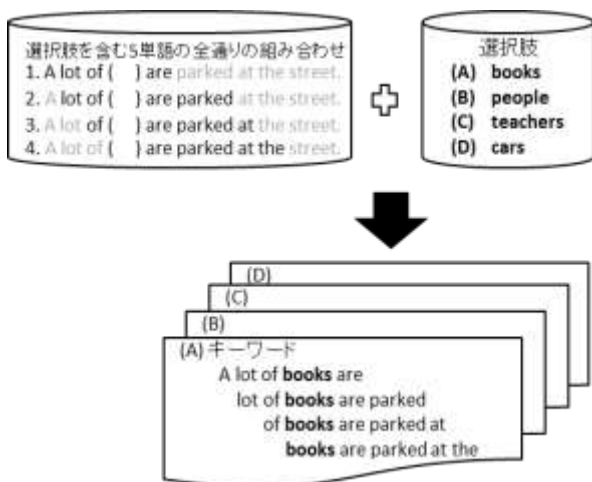 選択肢を含む5単語の全通りの組み合わせ
1. A lot of (    ) are parked at the street.
2. A lot of (    ) are parked at the street.
3. A lot of (    ) are parked at the street.
4. A lot of (    ) are parked at the street.
選択肢
(A) books
(B) people
(C) teachers
(D) cars
(D)
(C)
(B)
(A) キーワード
A lot of books are
lot of books are parked
of books are parked at
books are parked at the